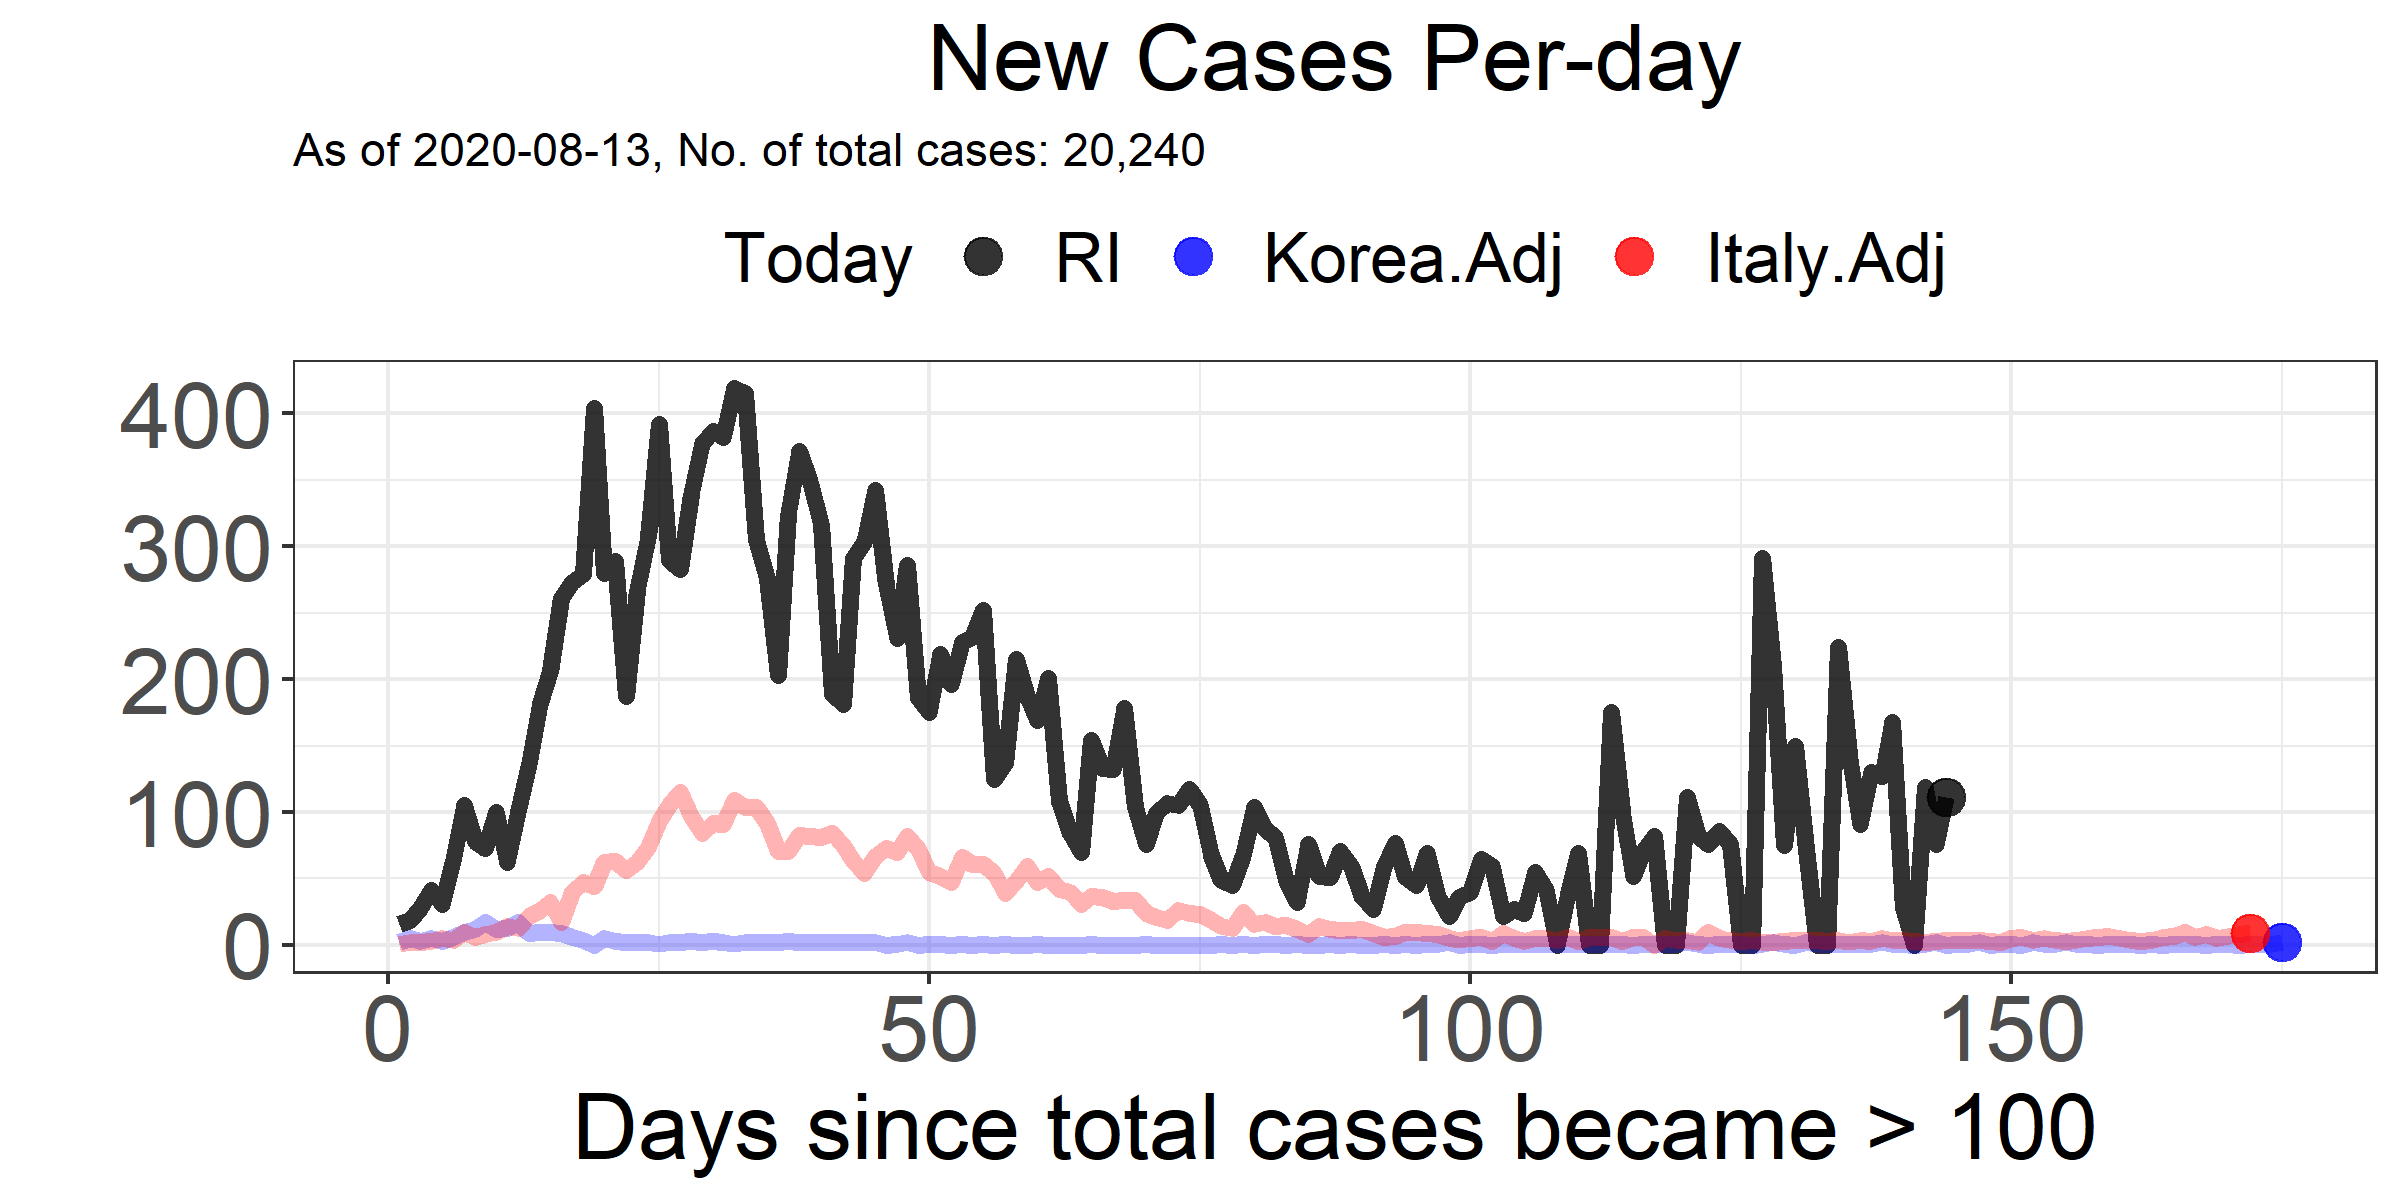 New Cases Per-day
As of 2020-08-13, No. of total cases: 20,240
Today RI Korea.Adj Italy.Adj
400
300
200
100
0
0 50 100 150
Days since total cases became > 100